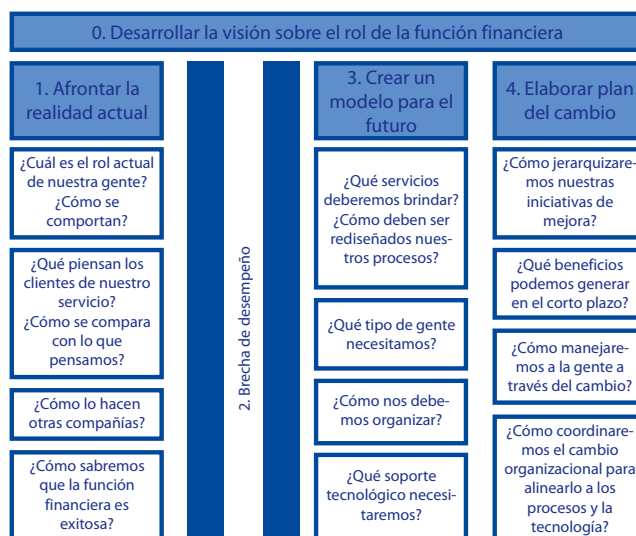 0. Desarrollar la visión sobre el rol de la función financiera
1. Afrontar la
realidad actual
¿Cuál es el rol actual
de nuestra gente?
¿Cómo se
comportan?
¿Qué piensan los
clientes de nuestro
servicio?
¿Cómo se compara
con lo que
pensamos?
¿Cómo lo hacen
otras compañías?
¿Cómo sabremos
que la función
financiera es
exitosa?
2. Brecha de desempeño
3. Crear un
modelo para el
futuro
¿Qué servicios
deberemos brindar?
¿Cómo deben ser
rediseñados nues-
tros procesos?
¿Qué tipo de gente
necesitamos?
¿Cómo nos debe-
mos organizar?
¿Qué soporte
tecnológico necesi-
taremos?
4. Elaborar plan
del cambio
¿Cómo jerarquizare-
mos nuestras
iniciativas de
mejora?
¿Qué beneficios
podemos generar
en el corto plazo?
¿Cómo manejare-
mos a la gente a
través del cambio?
¿Cómo coordinare-
mos el cambio
organizacional para
alinearlo a los
procesos y la
tecnología?